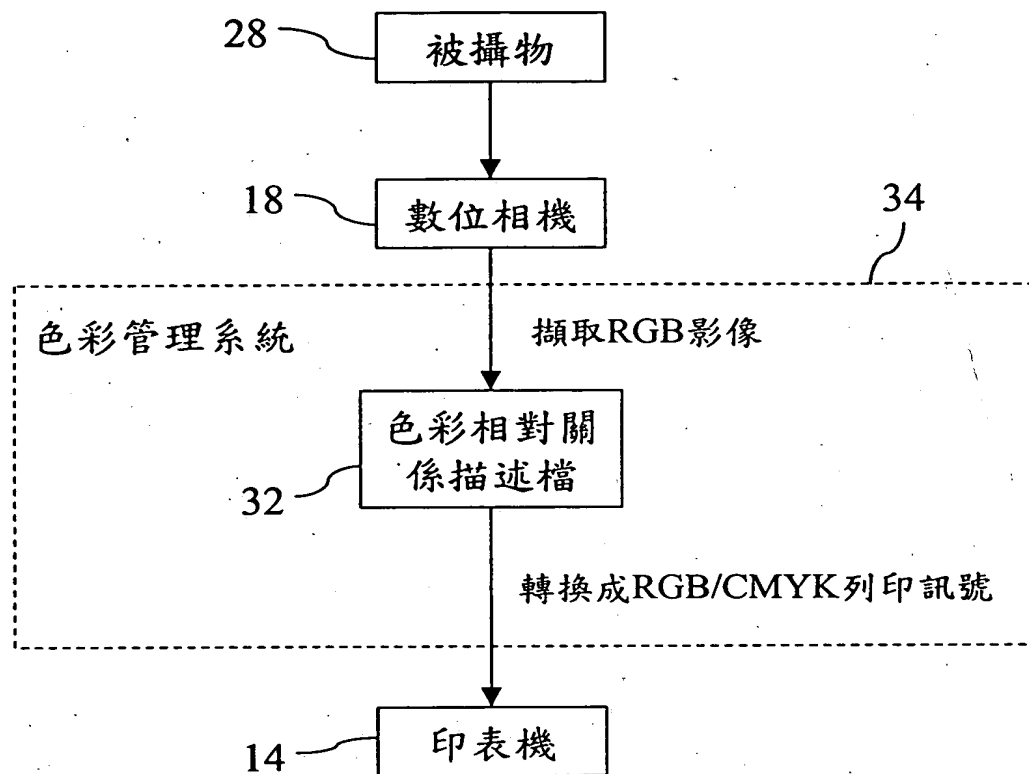 28
被攝物
18
數位相機
34
色彩管理系統
擷取RGB影像
色彩相對關
係描述檔
32
轉換成RGB/CMYK列印訊號
14
印表機